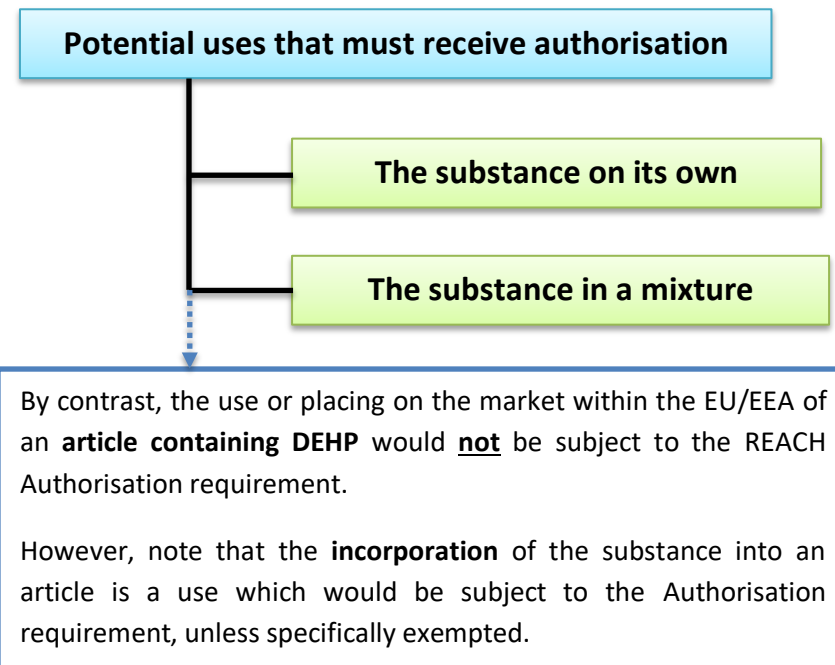 Potential uses that must receive authorisation
The substance on its own
The substance in a mixture
By contrast, the use or placing on the market within the EU/EEA of
an article containing DEHP would not be subject to the REACH
Authorisation requirement.
However, note that the incorporation of the substance into an
article is a use which would be subject to the Authorisation
requirement, unless specifically exempted.